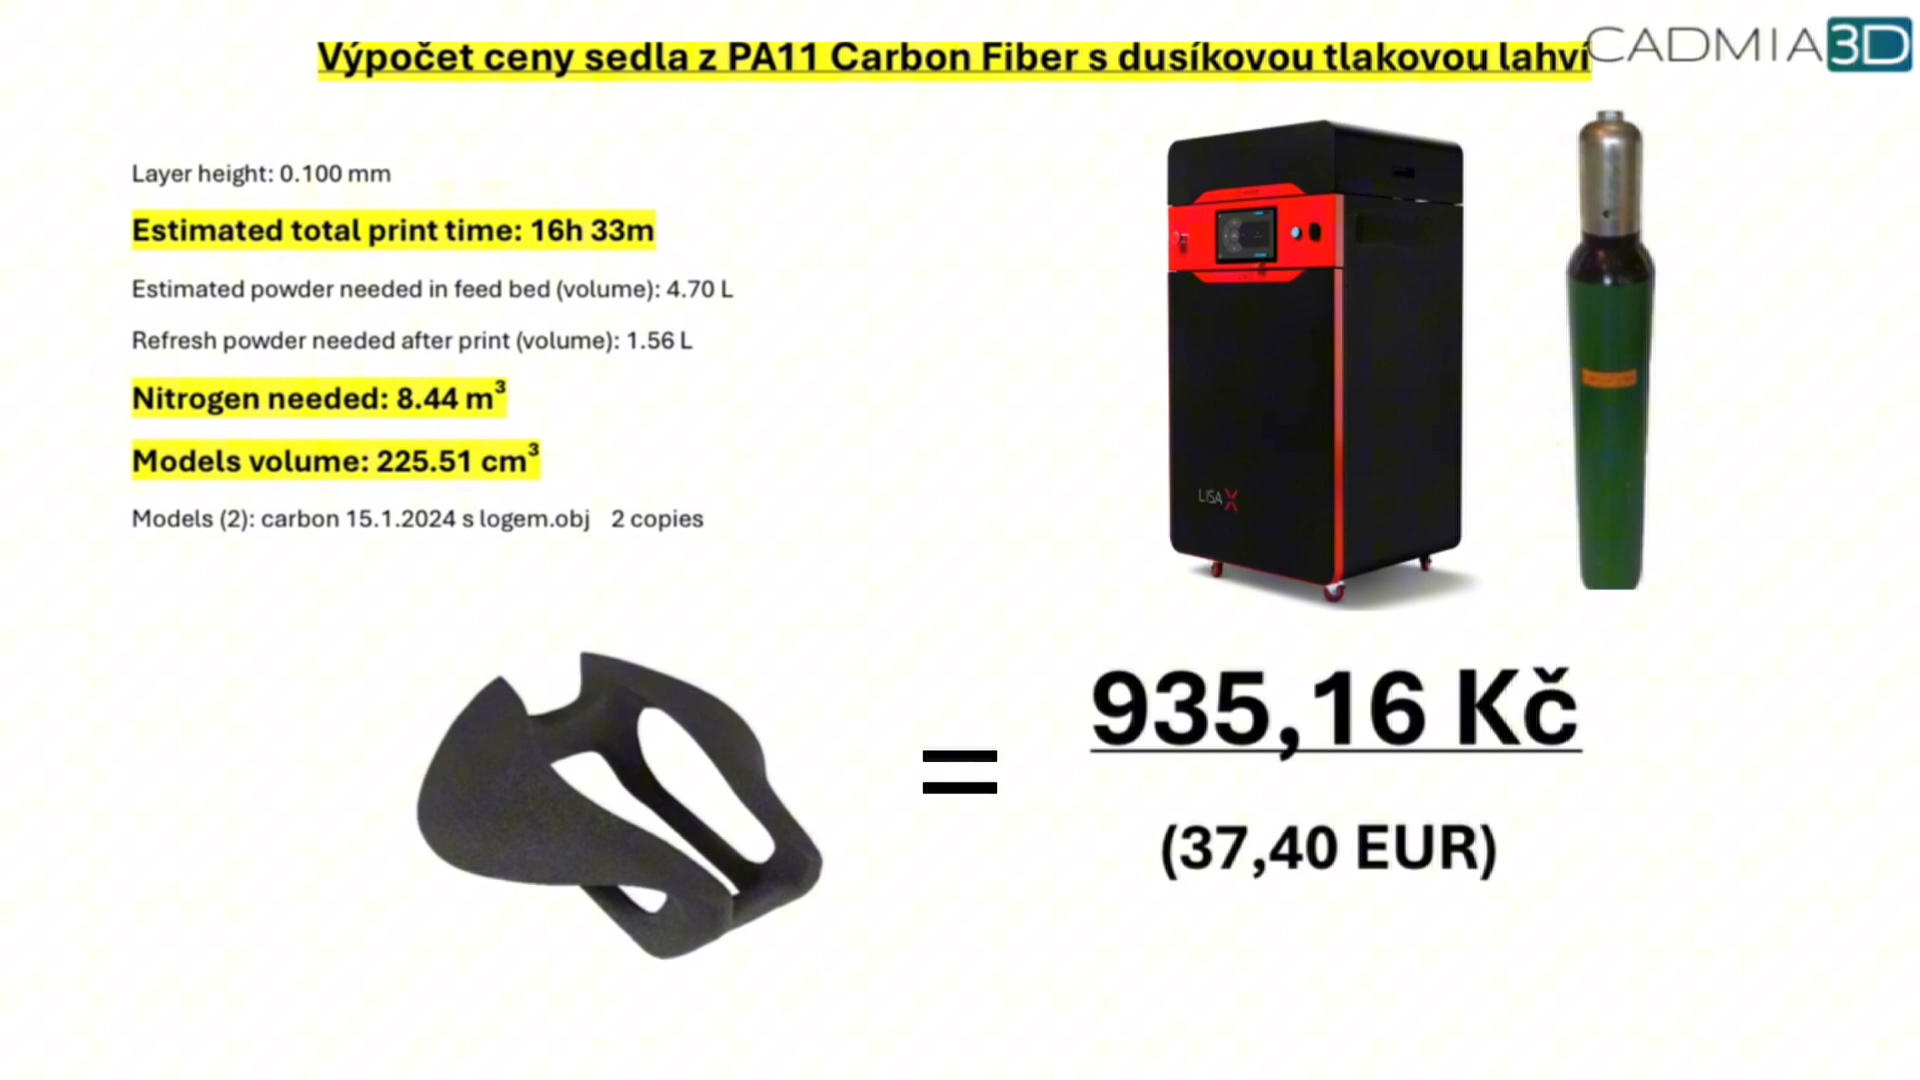 Výpočet ceny sedla z PA11 Carbon Fiber s dusíkovou tlakovou lahví
CADMIA3D
Layer height: 0.100 mm
Estimated total print time: 16h 33m
Estimated powder needed in feed bed (volume): 4.70 L
Refresh powder needed after print (volume): 1.56 L
Nitrogen needed: 8.44 m³
Models volume: 225.51 cm³
Models (2): carbon 15.1.2024 s logem.obj 2 copies
LISA X
=
935,16 Kč
(37,40 EUR)